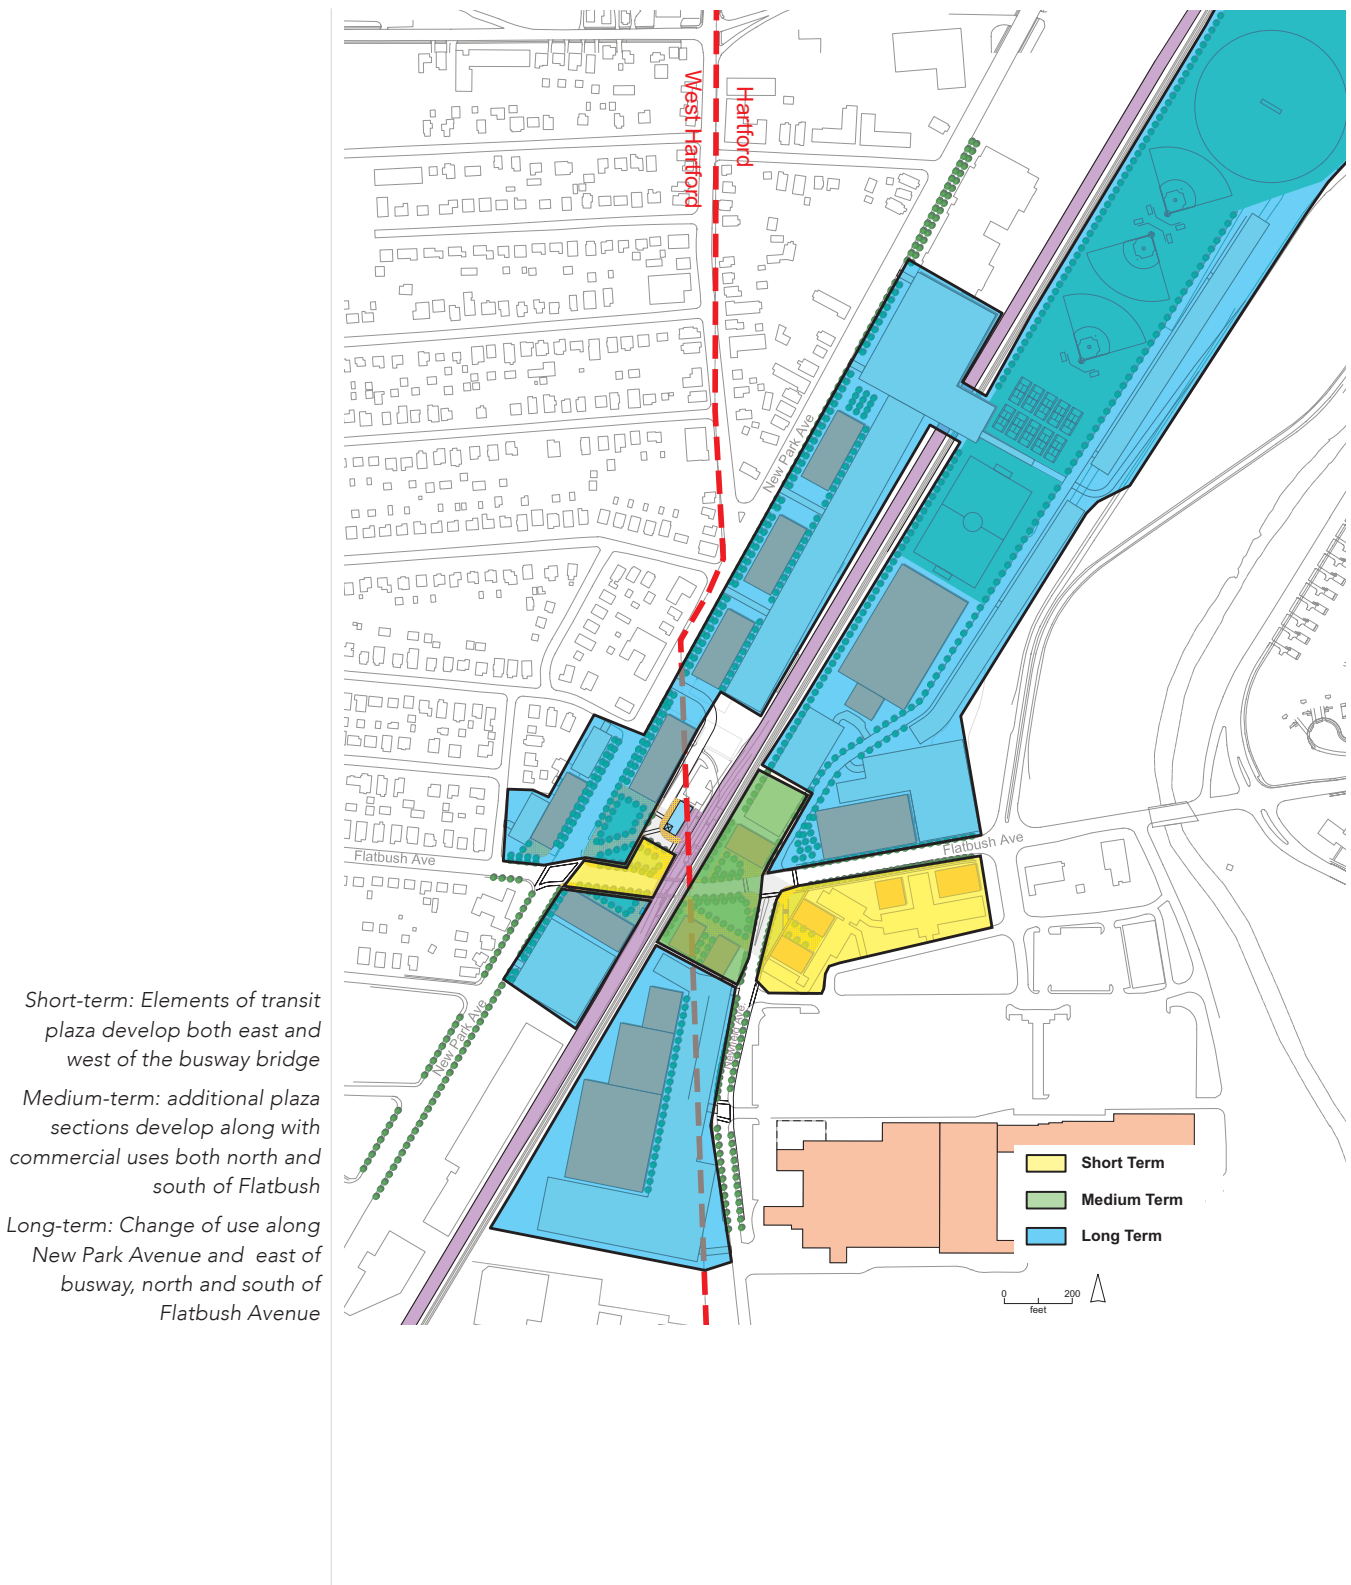 West Hartford
Hartford
New Park Ave
Flatbush Ave
Flatbush Ave
New Park Ave
Newfield Ave.
Short-term: Elements of transit
plaza develop both east and
west of the busway bridge
Medium-term: additional plaza
sections develop along with
commercial uses both north and
south of Flatbush
Long-term: Change of use along
New Park Avenue and east of
busway, north and south of
Flatbush Avenue
Short Term
Medium Term
Long Term
0 200
feet